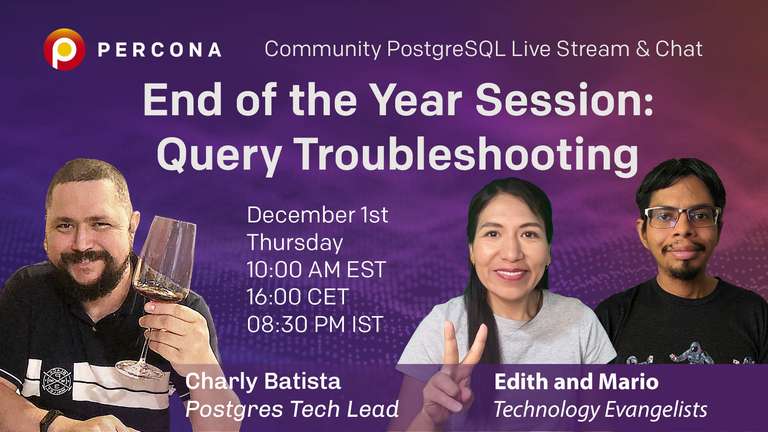 PERCONA
Community PostgreSQL Live Stream & Chat
End of the Year Session:
Query Troubleshooting
December 1st
Thursday
10:00 AM EST
16:00 CET
08:30 PM IST
Charly Batista
Postgres Tech Lead
Edith and Mario
Technology Evangelists